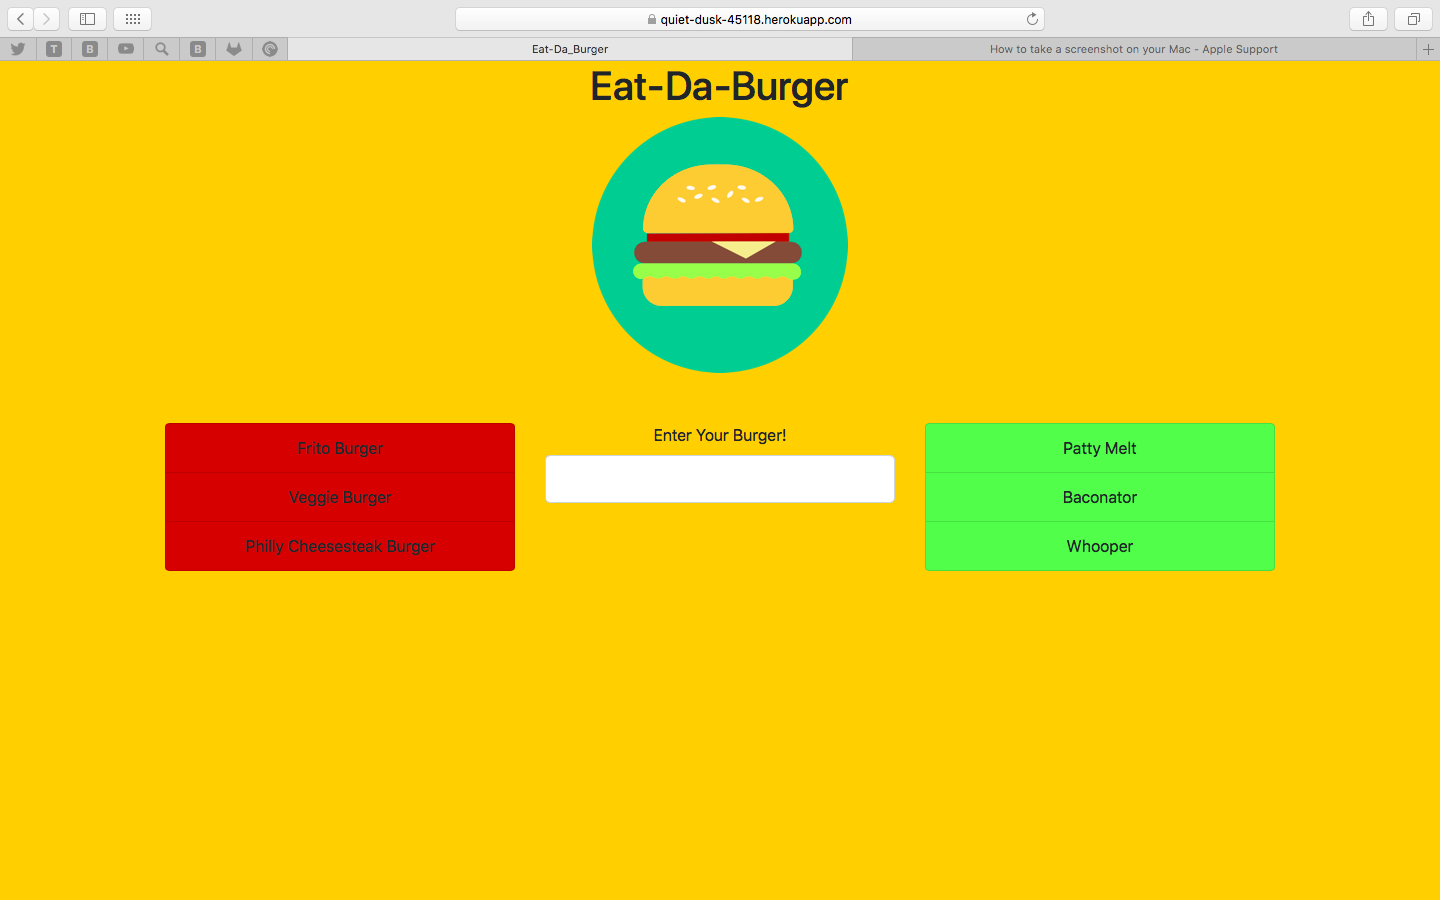 quiet-dusk-45118.herokuapp.com
T
B
B
Eat-Da_Burger
How to take a screenshot on your Mac - Apple Support
Eat-Da-Burger
Frito Burger
Veggie Burger
Philly Cheesesteak Burger
Enter Your Burger!
Patty Melt
Baconator
Whooper